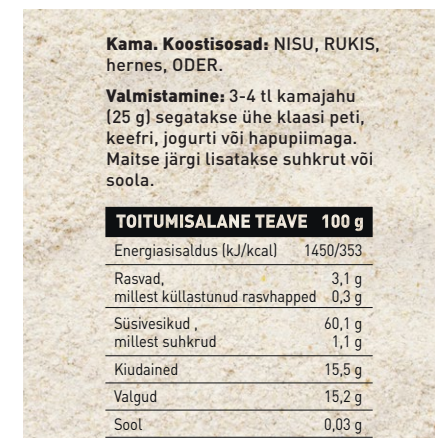 Kama. Koostisosad: NISU, RUKIS,
hernes, ODER.
Valmistamine: 3-4 tl kamajahu
(25 g) segatakse ühe klaasi peti,
keefri, jogurti või hapupiimaga.
Maitse järgi lisatakse suhkrut või
soola.
TOITUMISALANE TEAVE 100 g
Energiasisaldus (kJ/kcal) 1450/353
Rasvad, 3,1 g
millest küllastunud rasvhapped 0,3 g
Süsivesikud , 60,1 g
millest suhkrud 1,1 g
Kiudained 15,5 g
Valgud 15,2 g
Sool 0,03 g